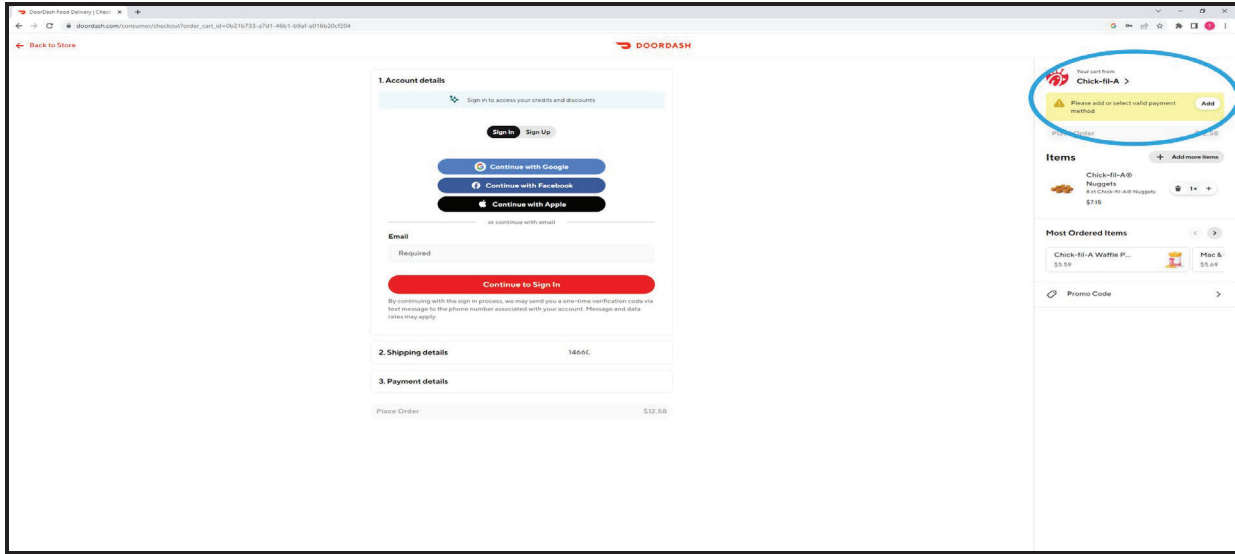 DoorDash Food Delivery | Chec
doordash.com/consumer/checkout?order_cart_id=0b21b733-a7d1-46b1-b9af-a016b20cf204
Back to Store
DOORDASH
1. Account details
Sign in to access your credits and discounts
Sign In Sign Up
Continue with Google
Continue with Facebook
Continue with Apple
or continue with email
Email
Required
Continue to Sign In
By continuing with the sign in process, we may send you a one-time verification code via
text message to the phone number associated with your account. Message and data
rates may apply.
2. Shipping details 1466C
3. Payment details
Place Order $12.58
Your cart from
Chick-fil-A >
Please add or select valid payment
method
Add
Place Order
Items + Add more items
Chick-fil-A®
Nuggets
8 ct Chick-fil-A® Nuggets
$7.15
1× +
Most Ordered Items
Chick-fil-A Waffle P...
$3.59
Mac &
$5.69
Promo Code